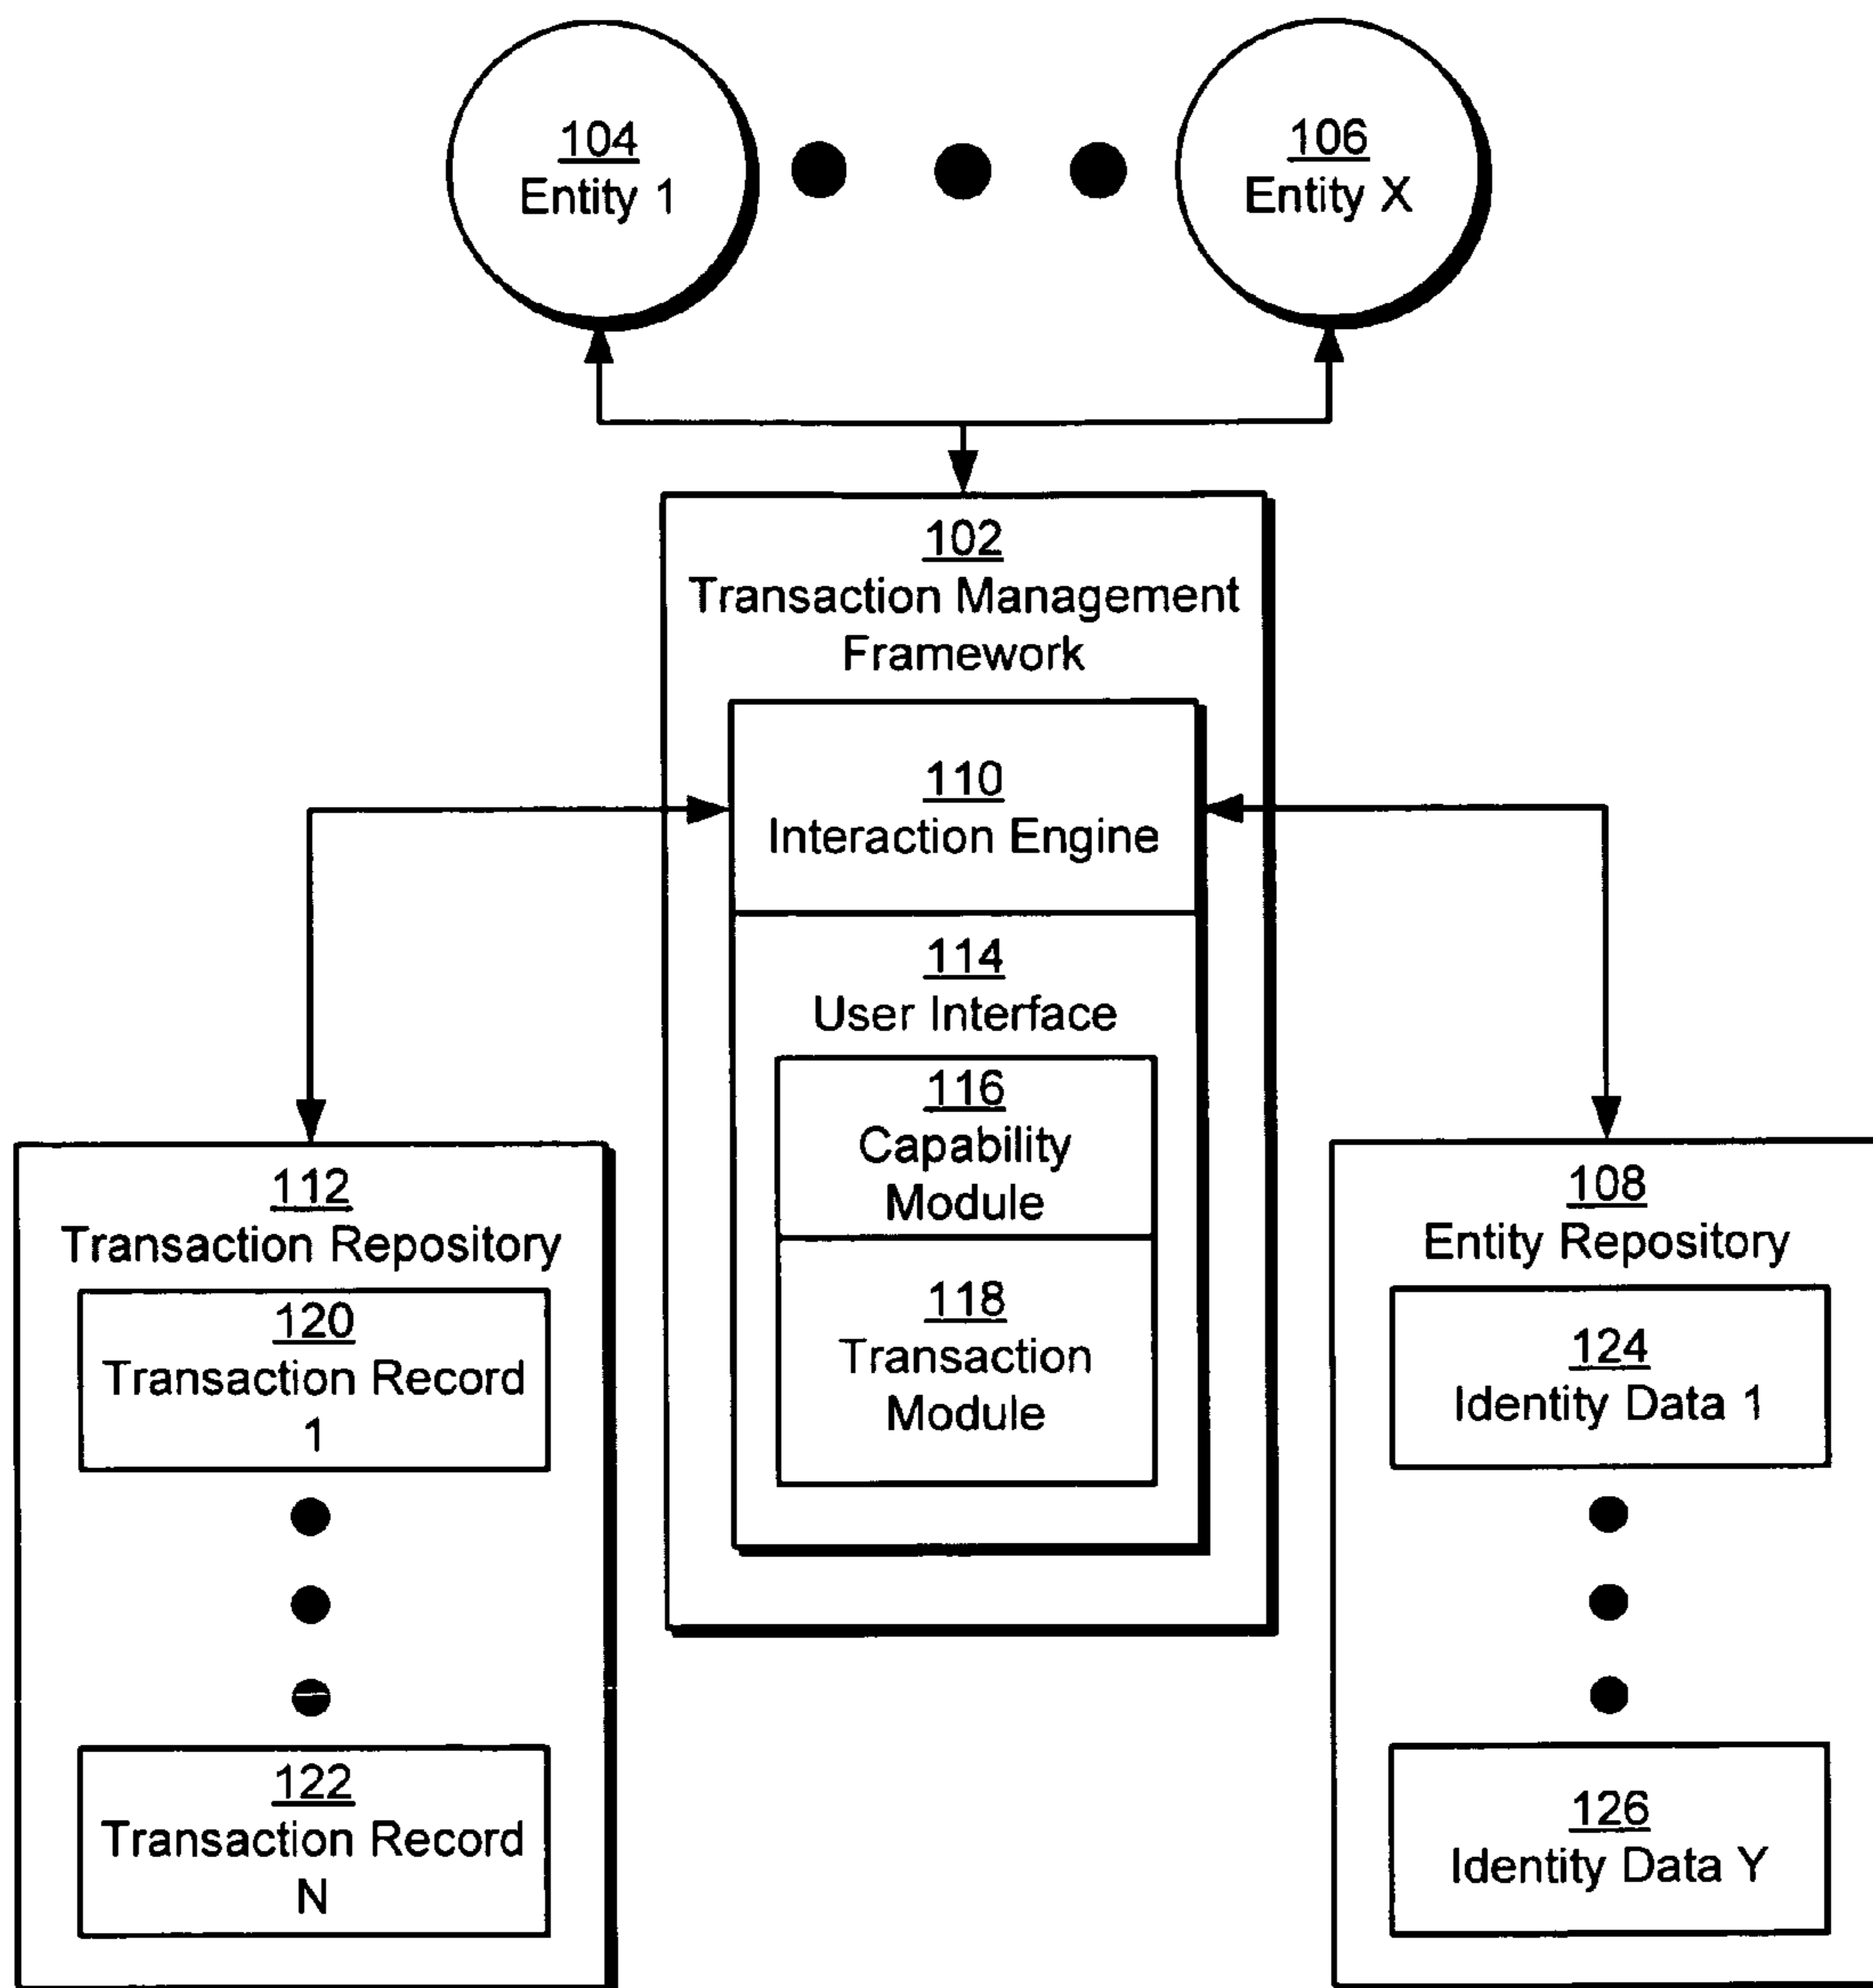 104
Entity 1
106
Entity X
102
Transaction Management
Framework
110
Interaction Engine
114
User Interface
116
Capability
Module
118
Transaction
Module
112
Transaction Repository
120
Transaction Record
1
122
Transaction Record
N
108
Entity Repository
124
Identity Data 1
126
Identity Data Y